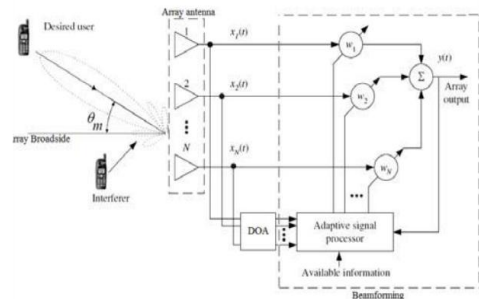 Array antenna
Desired user
1
x1(t)
w1
y(t)
2
x2(t)
w2
Σ
Array
output
θm
rray Broadside
N
xN(t)
wN
Interferer
DOA
Adaptive signal
processor
Available information
Beamforming